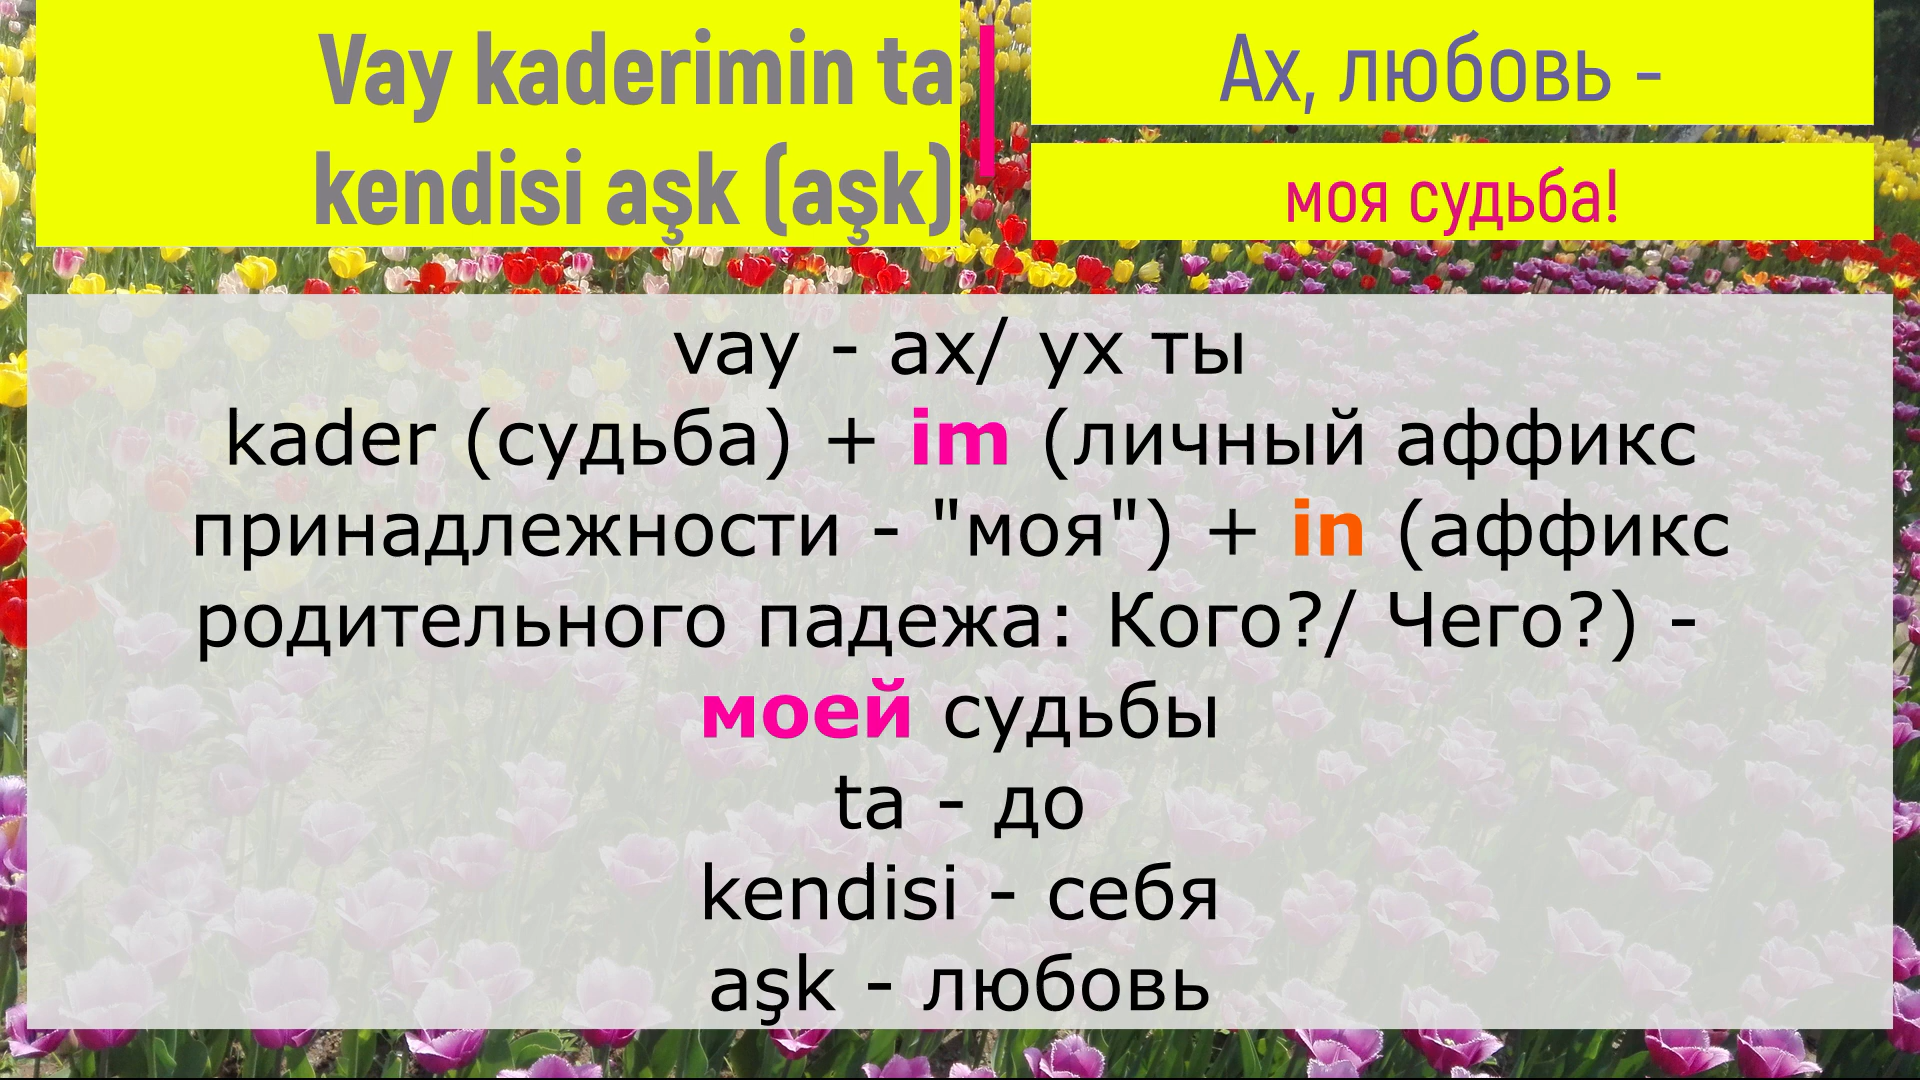 Vay kaderimin ta
kendisi aşk (aşk)
Ах, любовь -
моя судьба!
vay - ах/ ух ты
kader (судьба) + im (личный аффикс
принадлежности - "моя") + in (аффикс
родительного падежа: Кого?/ Чего?) -
моей судьбы
ta - до
kendisi - себя
aşk - любовь